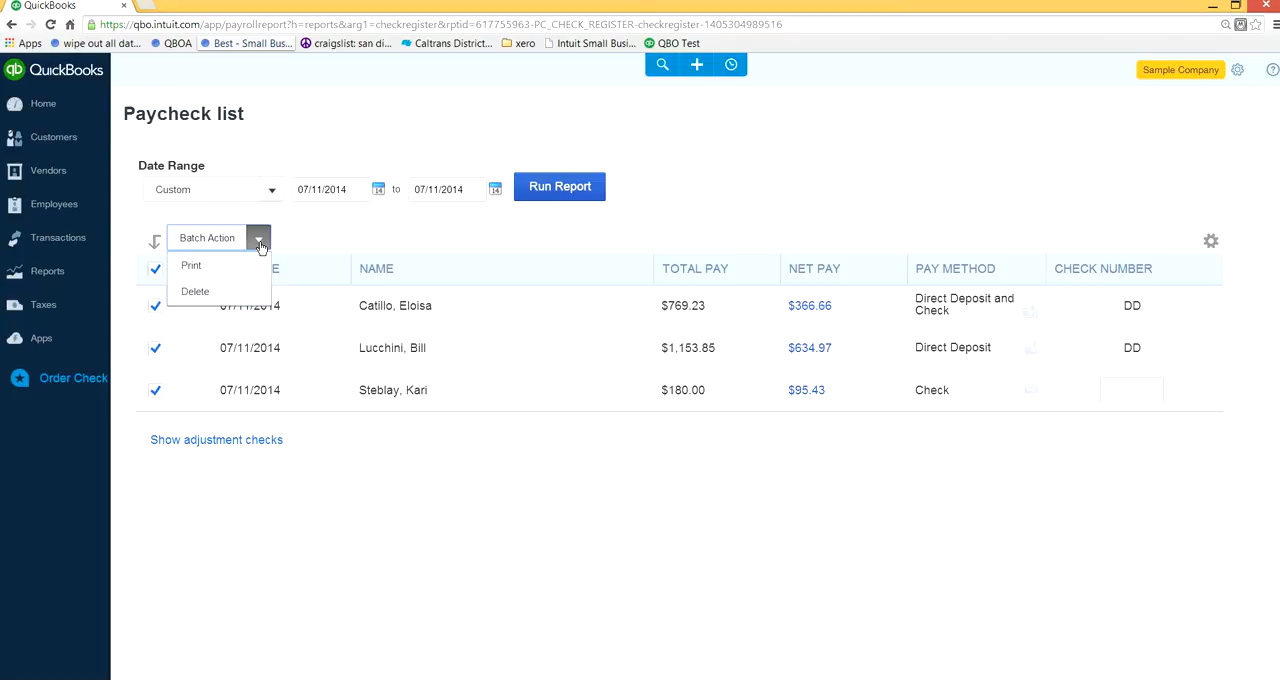 QuickBooks
https://qbo.intuit.com/app/payrollreport?h=reports&arg1=checkregister&rptid=617755963-PC_CHECK_REGISTER-checkregister-1405304989516
Apps wipe out all dat... QBOA Best - Small Bus... craigslist: san di... Caltrans District... xero Intuit Small Busi... QBO Test
qb QuickBooks
Sample Company
Home
Customers
Vendors
Employees
Transactions
Reports
Taxes
Apps
Order Check
Paycheck list
Date Range
Custom 07/11/2014 14 to 07/11/2014 14 Run Report
Batch Action
Print
Delete
E NAME TOTAL PAY NET PAY PAY METHOD CHECK NUMBER
07/11/2014 Catillo, Eloisa $769.23 $366.66 Direct Deposit and Check DD
07/11/2014 Lucchini, Bill $1,153.85 $634.97 Direct Deposit DD
07/11/2014 Steblay, Kari $180.00 $95.43 Check
Show adjustment checks